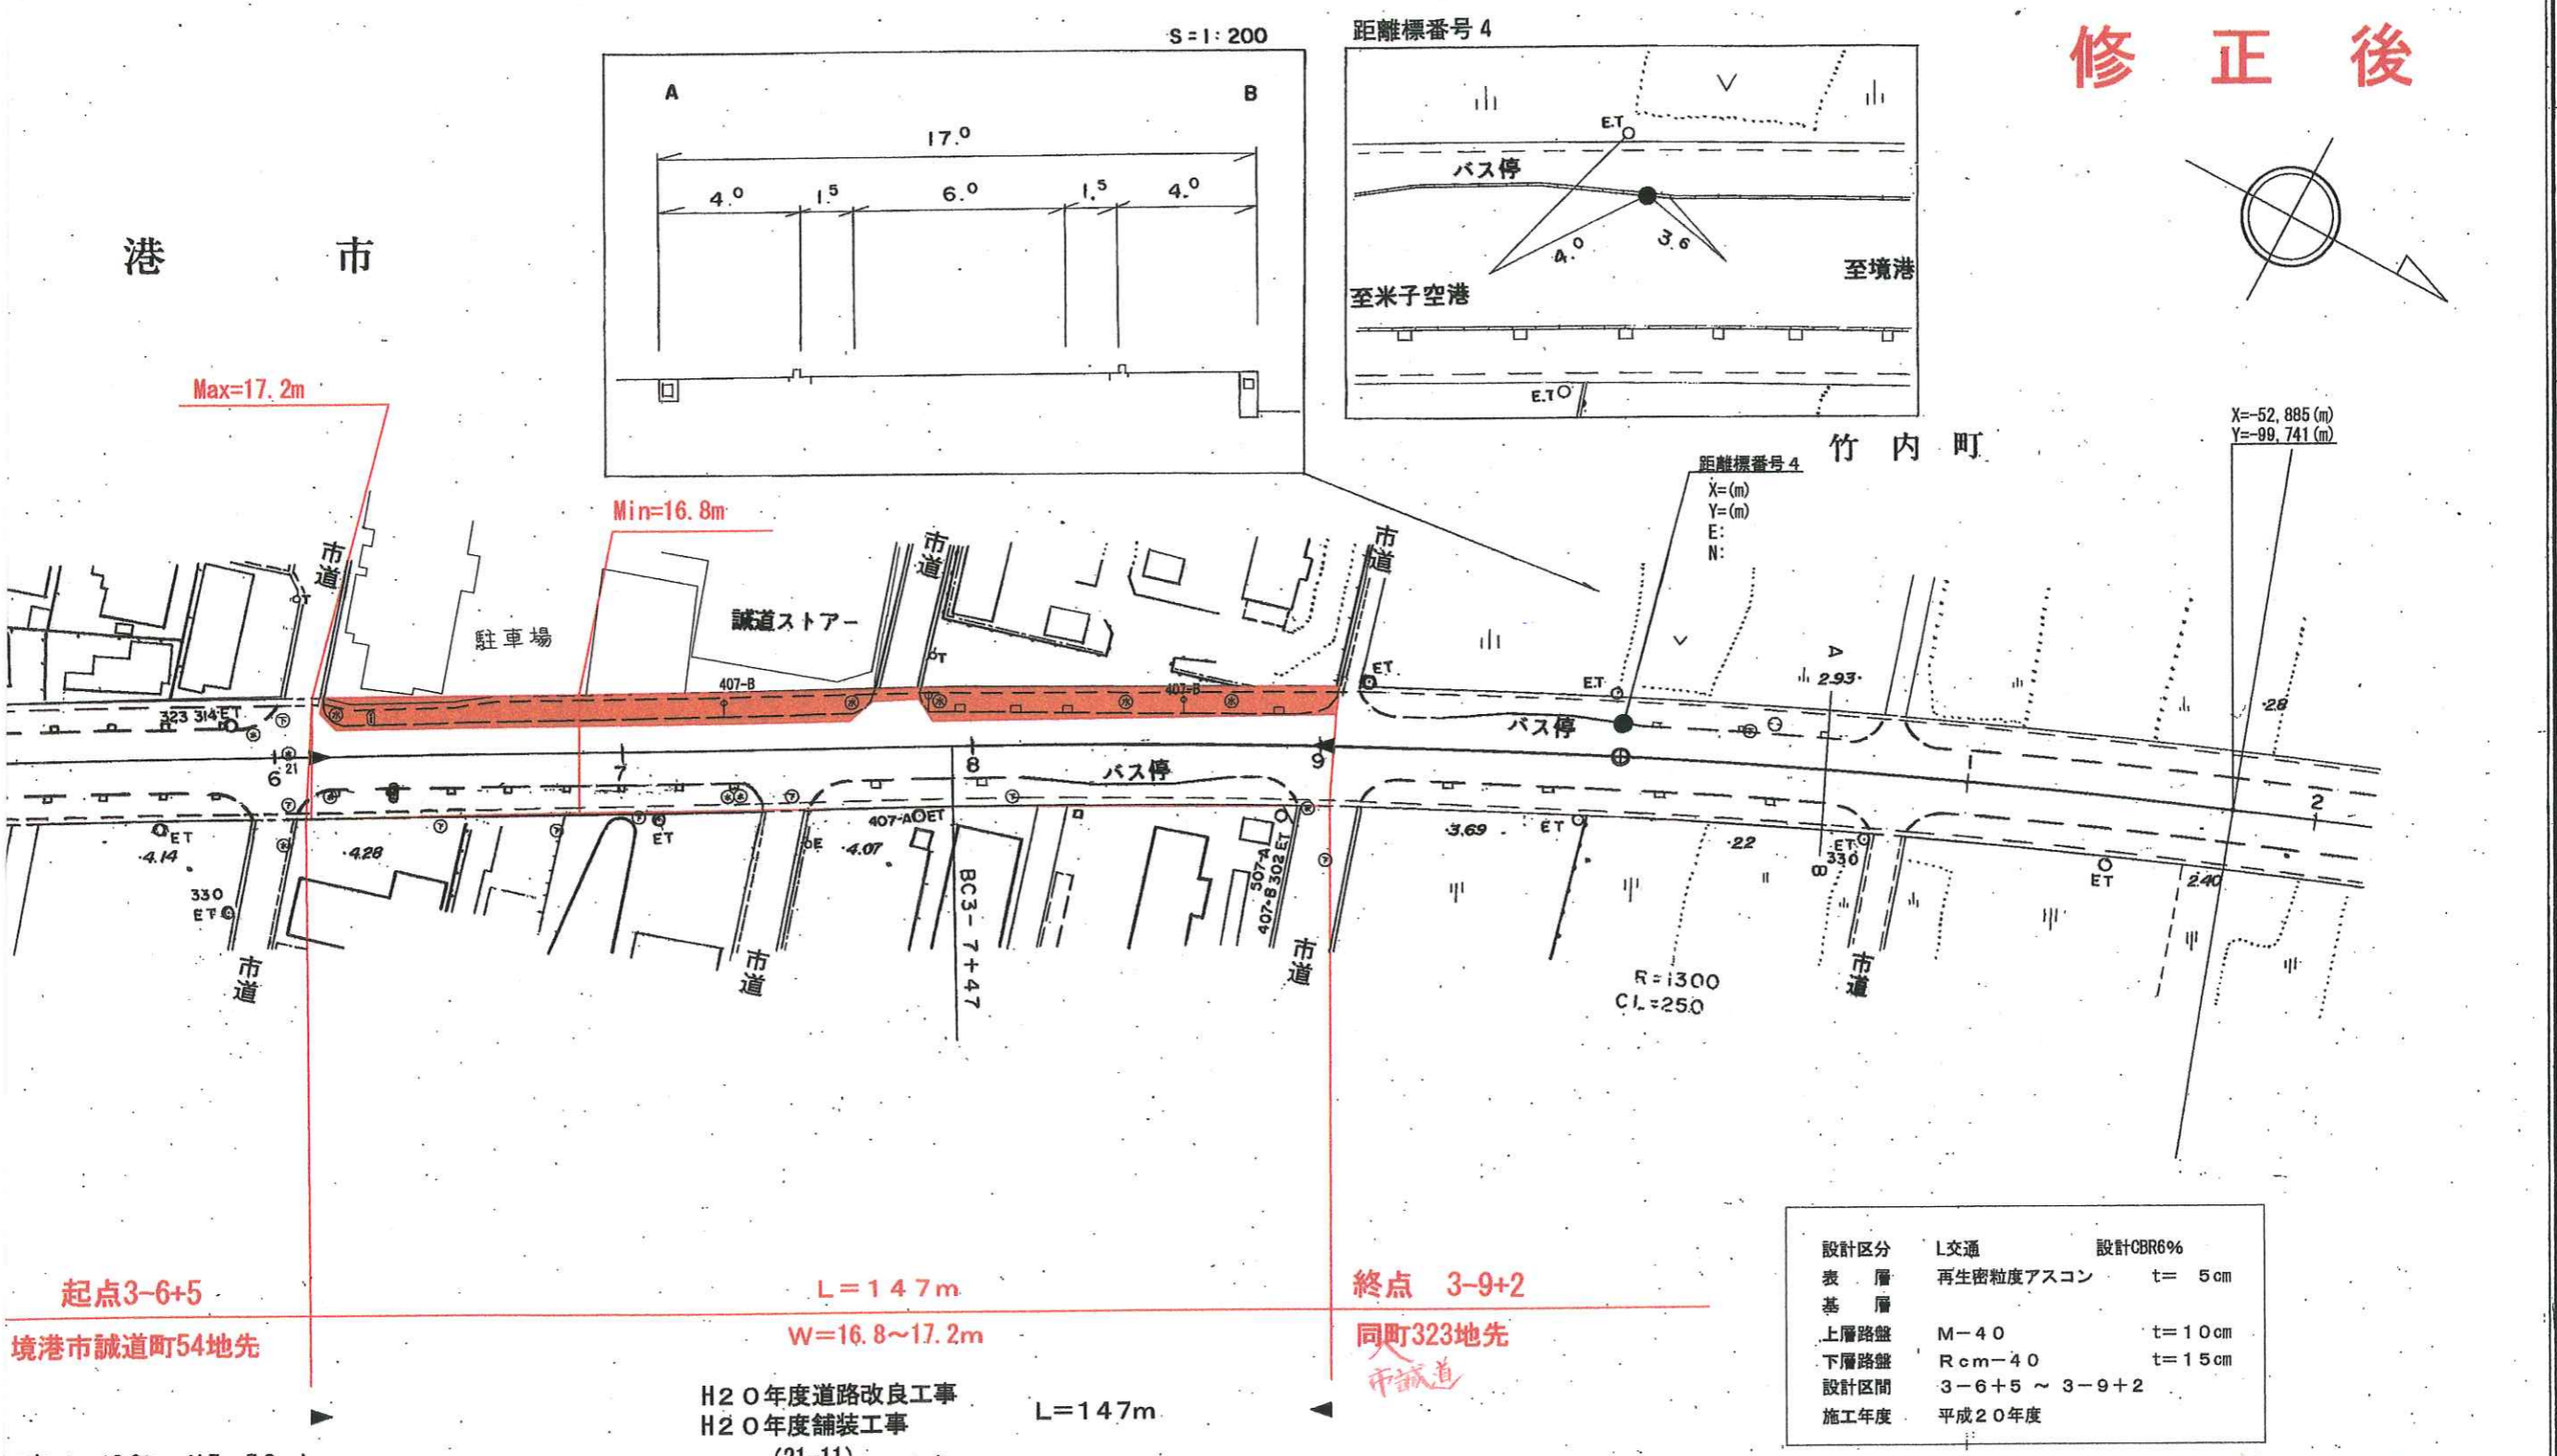 修正後
S=1:200
A
B
17.0
4.0
1.5
6.0
1.5
4.0
距離標番号4
E.T
バス停
4.0
3.6
至境港
至米子空港
E.T
港 市
竹内町
Max=17.2m
Min=16.8m
距離標番号4
X=(m)
Y=(m)
E:
N:
X=-52,885(m)
Y=-99,741(m)
市道
市道
市道
T
駐車場
誠道ストアー
T
ET
ET
A
2.93
.28
407-B
407-B
323 314 ET
バス停
6
21
7
8
9
2
バス停
ET
.4.14
.4.28
ET
E
.4.07
407-A ET
507-A
407-B 302 ET
.3.69
ET
.22
ET
330
B
ET
2.40
330
ET
BC3-7+47
市道
市道
市道
市道
R=1300
CL=250
起点3-6+5
L=147m
終点 3-9+2
境港市誠道町54地先
W=16.8~17.2m
同町323地先
市誠道
H20年度道路改良工事
H20年度舗装工事
L=147m
(21-11)
設計区分 L交通 設計CBR6%
表層 再生密粒度アスコン t= 5cm
基層
上層路盤 M-40 t=10cm
下層路盤 Rcm-40 t=15cm
設計区間 3-6+5 ~ 3-9+2
施工年度 平成20年度